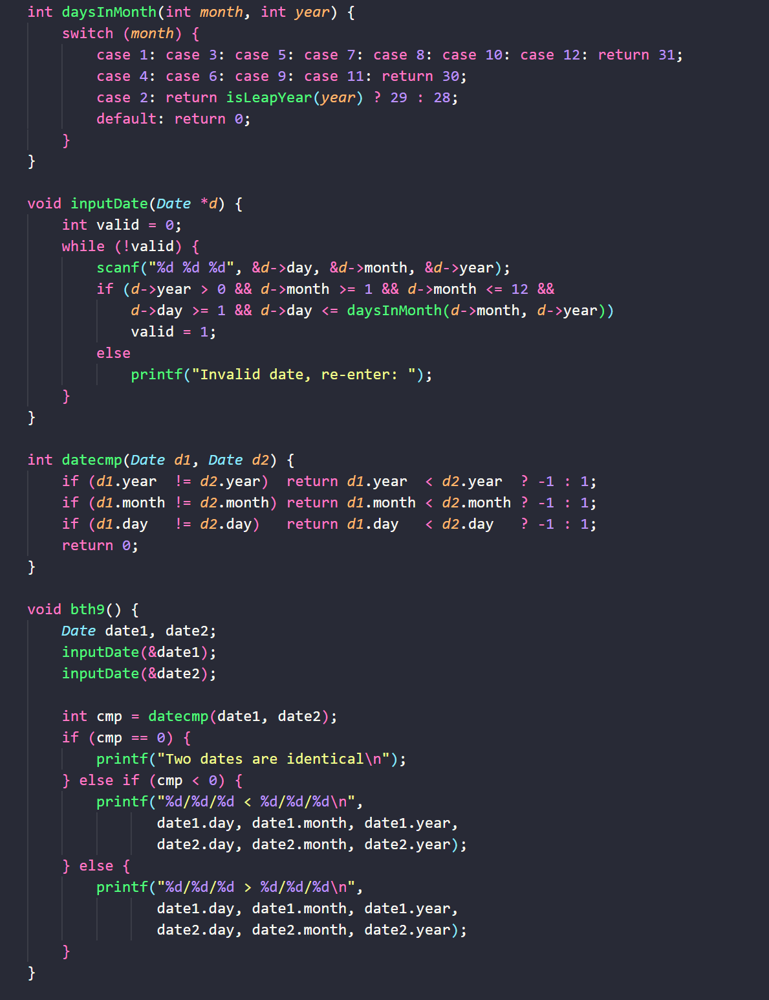 int daysInMonth(int month, int year) {
    switch (month) {
        case 1: case 3: case 5: case 7: case 8: case 10: case 12: return 31;
        case 4: case 6: case 9: case 11: return 30;
        case 2: return isLeapYear(year) ? 29 : 28;
        default: return 0;
    }
}

void inputDate(Date *d) {
    int valid = 0;
    while (!valid) {
        scanf("%d %d %d", &d->day, &d->month, &d->year);
        if (d->year > 0 && d->month >= 1 && d->month <= 12 &&
            d->day >= 1 && d->day <= daysInMonth(d->month, d->year))
            valid = 1;
        else
            printf("Invalid date, re-enter: ");
    }
}

int datecmp(Date d1, Date d2) {
    if (d1.year  != d2.year)  return d1.year  < d2.year  ? -1 : 1;
    if (d1.month != d2.month) return d1.month < d2.month ? -1 : 1;
    if (d1.day   != d2.day)   return d1.day   < d2.day   ? -1 : 1;
    return 0;
}

void bth9() {
    Date date1, date2;
    inputDate(&date1);
    inputDate(&date2);

    int cmp = datecmp(date1, date2);
    if (cmp == 0) {
        printf("Two dates are identical\n");
    } else if (cmp < 0) {
        printf("%d/%d/%d < %d/%d/%d\n",
               date1.day, date1.month, date1.year,
               date2.day, date2.month, date2.year);
    } else {
        printf("%d/%d/%d > %d/%d/%d\n",
               date1.day, date1.month, date1.year,
               date2.day, date2.month, date2.year);
    }
}